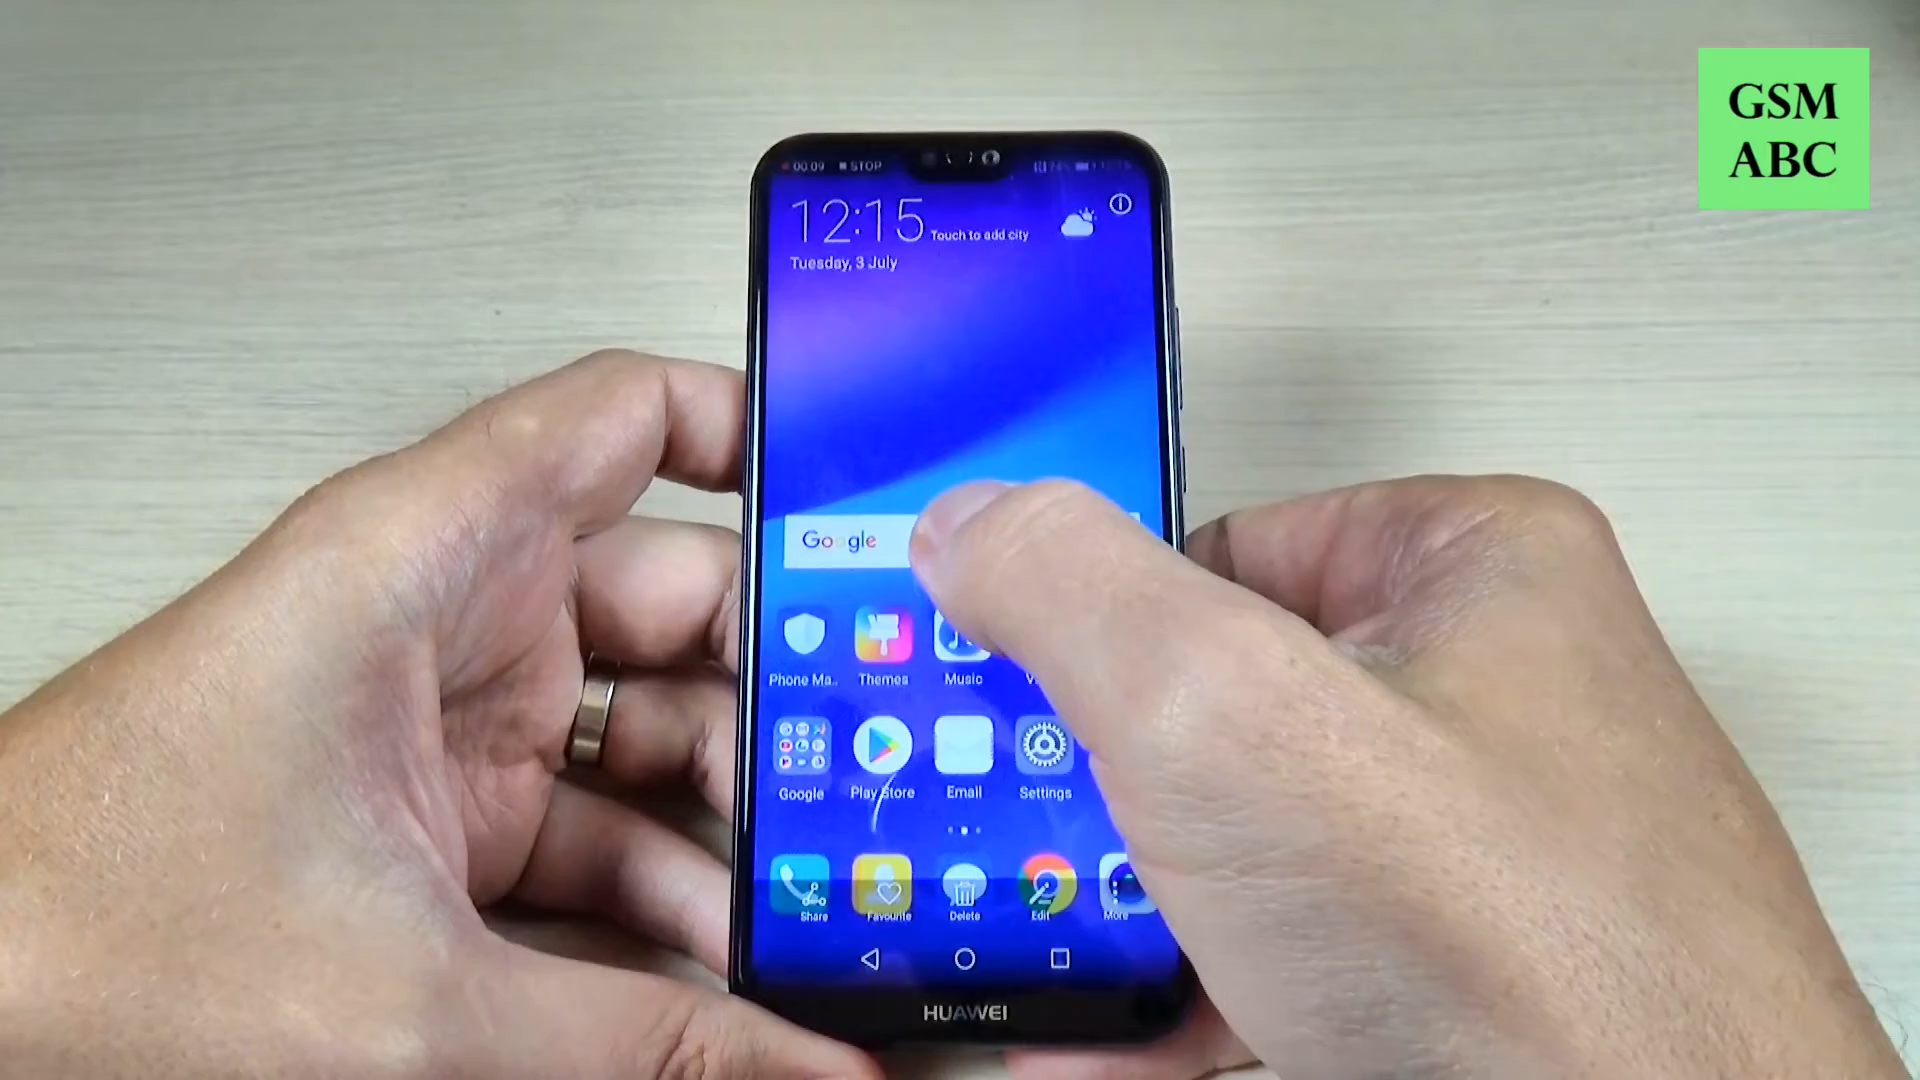 GSM
ABC
00:09 STOP
12:15 Touch to add city
Tuesday, 3 July
Google
Phone Ma.. Themes Music
Google Play Store Email Settings
Share Favourite Delete Edit More
HUAWEI